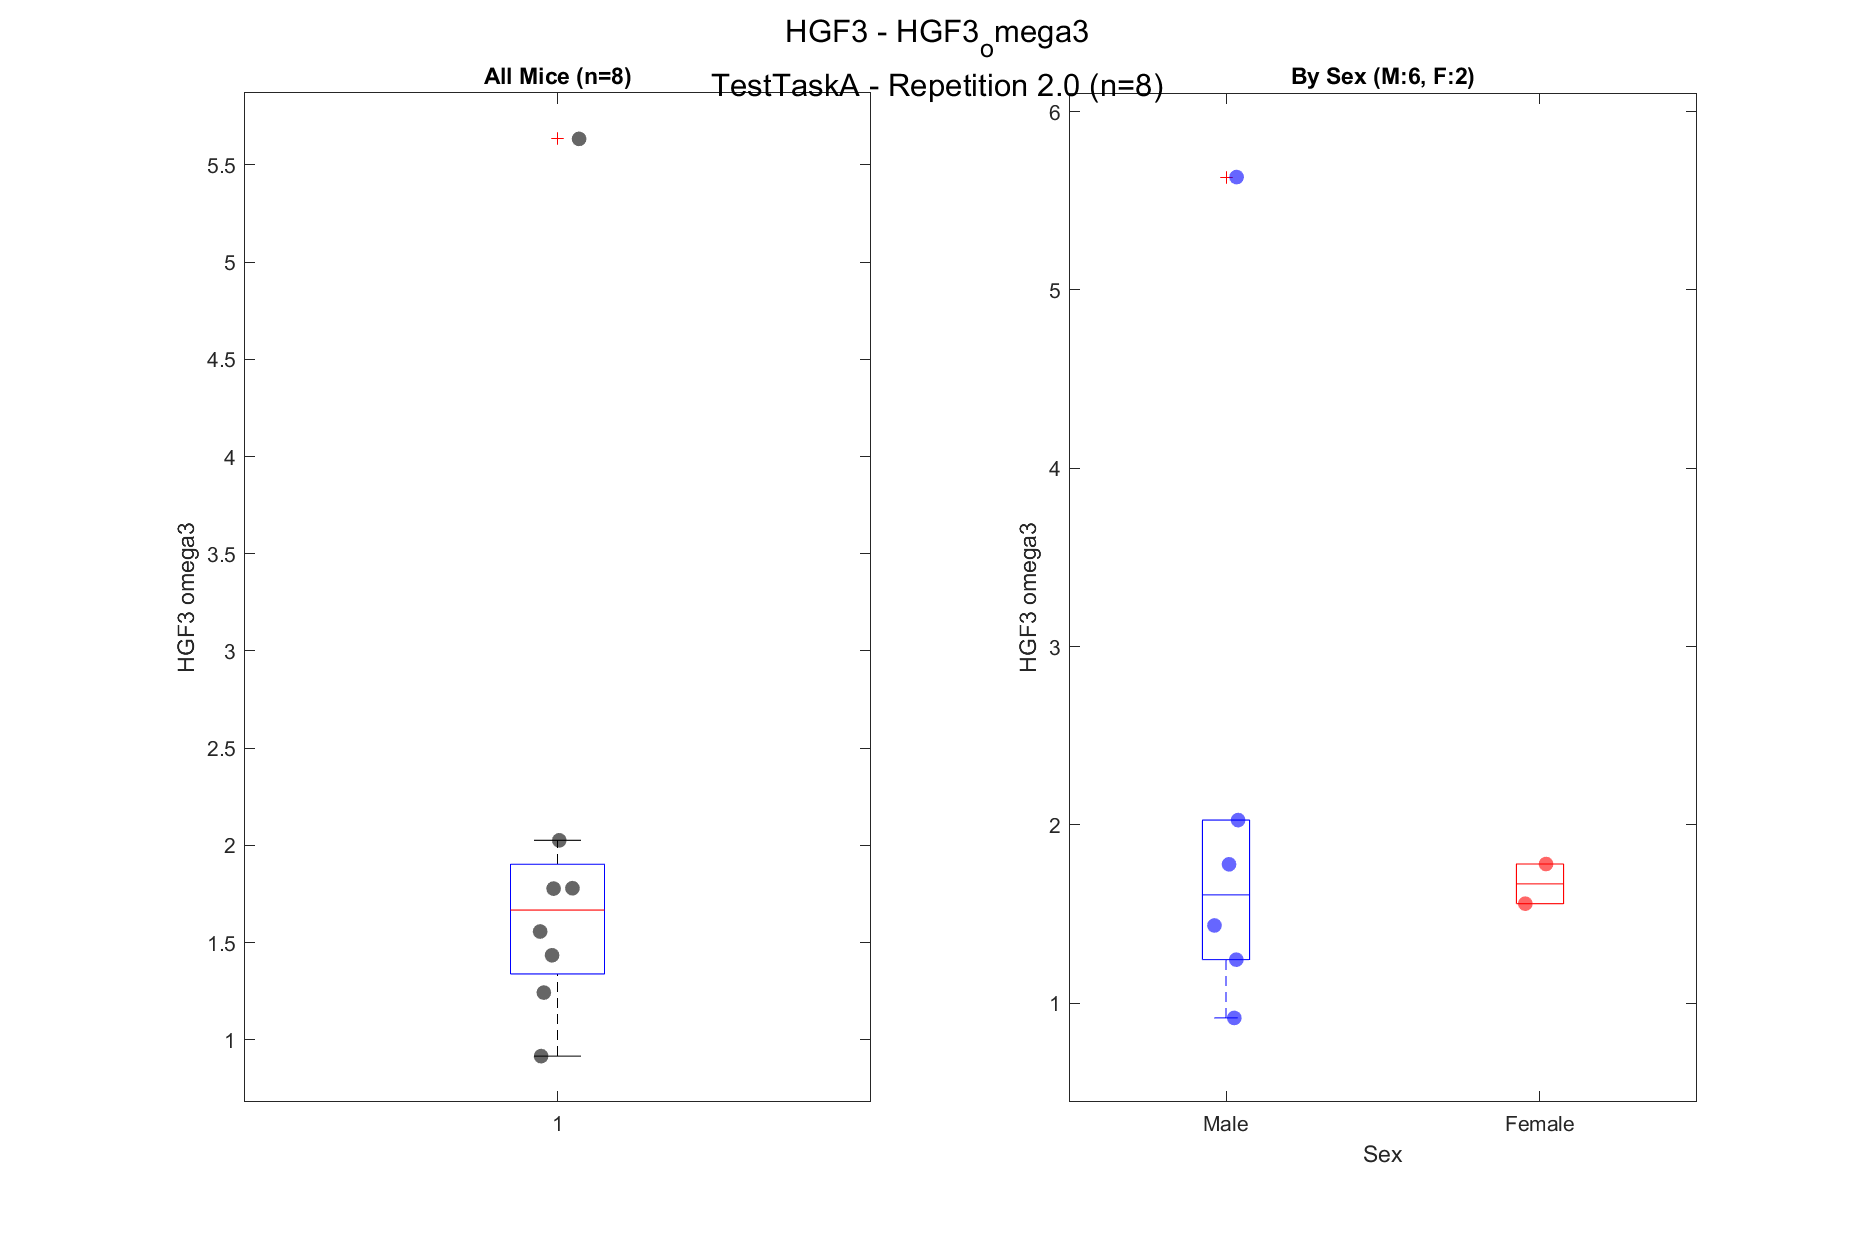 HGF3 - HGF3omega3
TestTaskA - Repetition 2.0 (n=8)
All Mice (n=8)
HGF3 omega3
5.5
5
4.5
4
3.5
3
2.5
2
1.5
1
1
By Sex (M:6, F:2)
HGF3 omega3
6
5
4
3
2
1
Male
Female
Sex